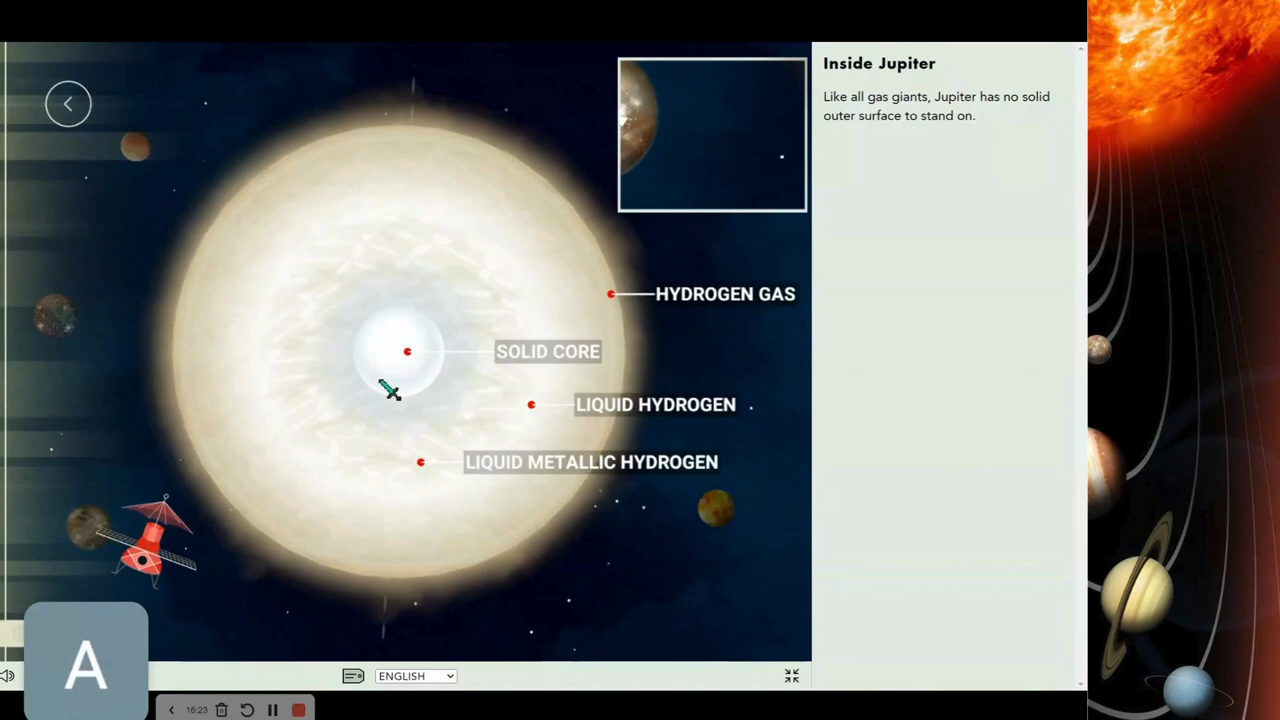 Inside Jupiter
Like all gas giants, Jupiter has no solid
outer surface to stand on.
HYDROGEN GAS
SOLID CORE
LIQUID HYDROGEN
LIQUID METALLIC HYDROGEN
A
ENGLISH
16:23